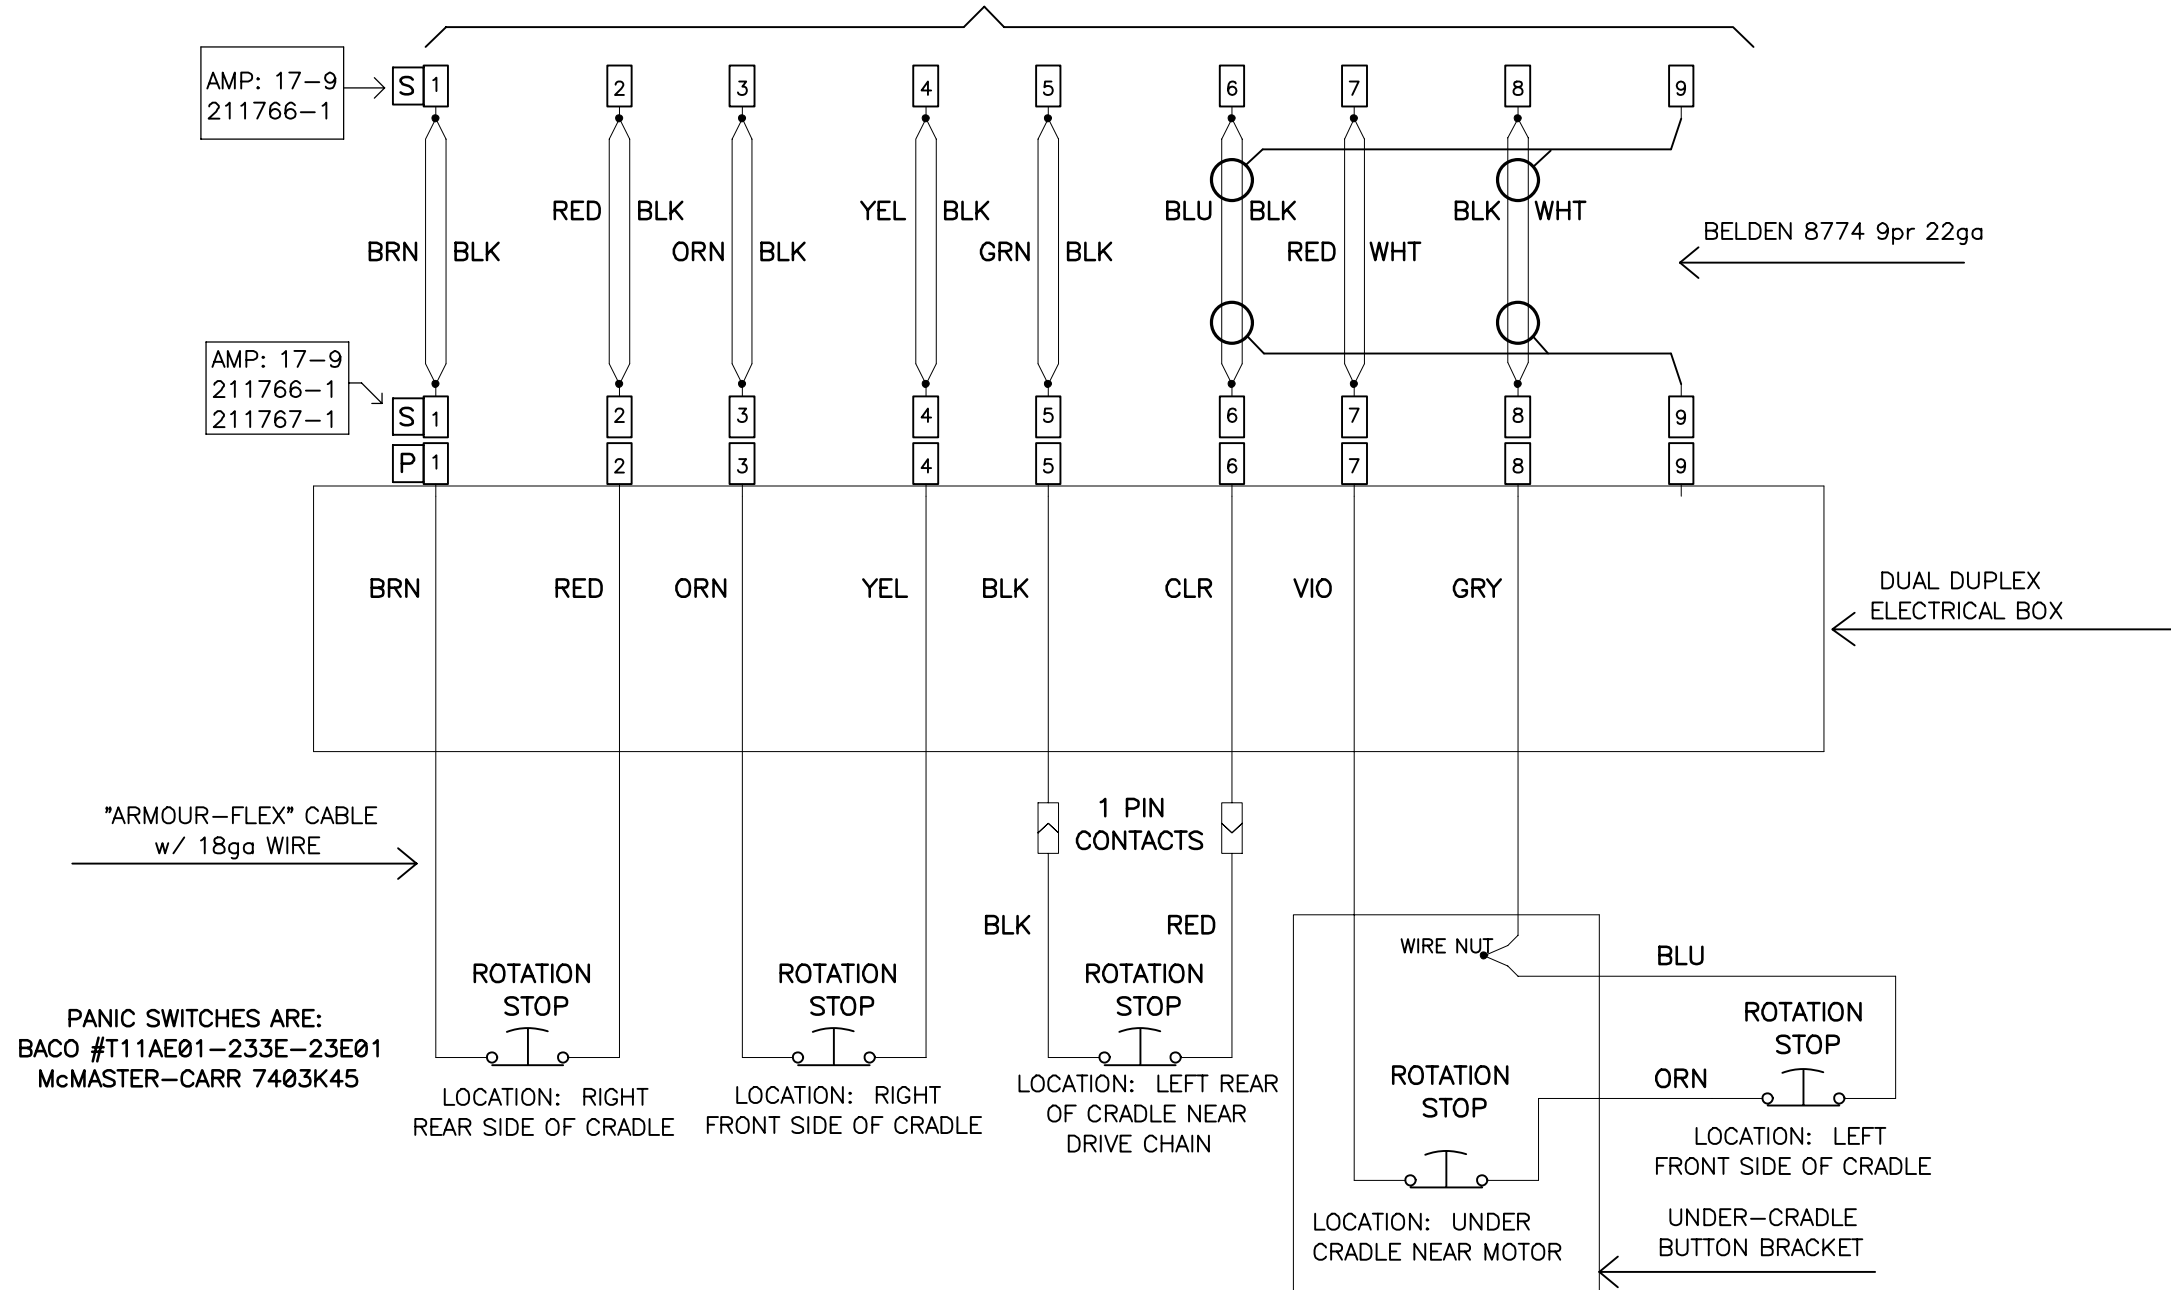 AMP: 17-9
211766-1
S 1 2 3 4 5 6 7 8 9
RED BLK YEL BLK BLU BLK BLK WHT
BRN BLK ORN BLK GRN BLK RED WHT
BELDEN 8774 9pr 22ga
AMP: 17-9
211766-1
211767-1
S 1 2 3 4 5 6 7 8 9
P 1 2 3 4 5 6 7 8 9
BRN RED ORN YEL BLK CLR VIO GRY
DUAL DUPLEX
ELECTRICAL BOX
"ARMOUR-FLEX" CABLE
w/ 18ga WIRE
1 PIN
CONTACTS
BLK RED
WIRE NUT
BLU
ROTATION
STOP
ROTATION
STOP
ROTATION
STOP
ROTATION
STOP
ORN
ROTATION
STOP
PANIC SWITCHES ARE:
BACO #T11AE01-233E-23E01
McMASTER-CARR 7403K45
LOCATION: RIGHT
REAR SIDE OF CRADLE
LOCATION: RIGHT
FRONT SIDE OF CRADLE
LOCATION: LEFT REAR
OF CRADLE NEAR
DRIVE CHAIN
LOCATION: LEFT
FRONT SIDE OF CRADLE
LOCATION: UNDER
CRADLE NEAR MOTOR
UNDER-CRADLE
BUTTON BRACKET